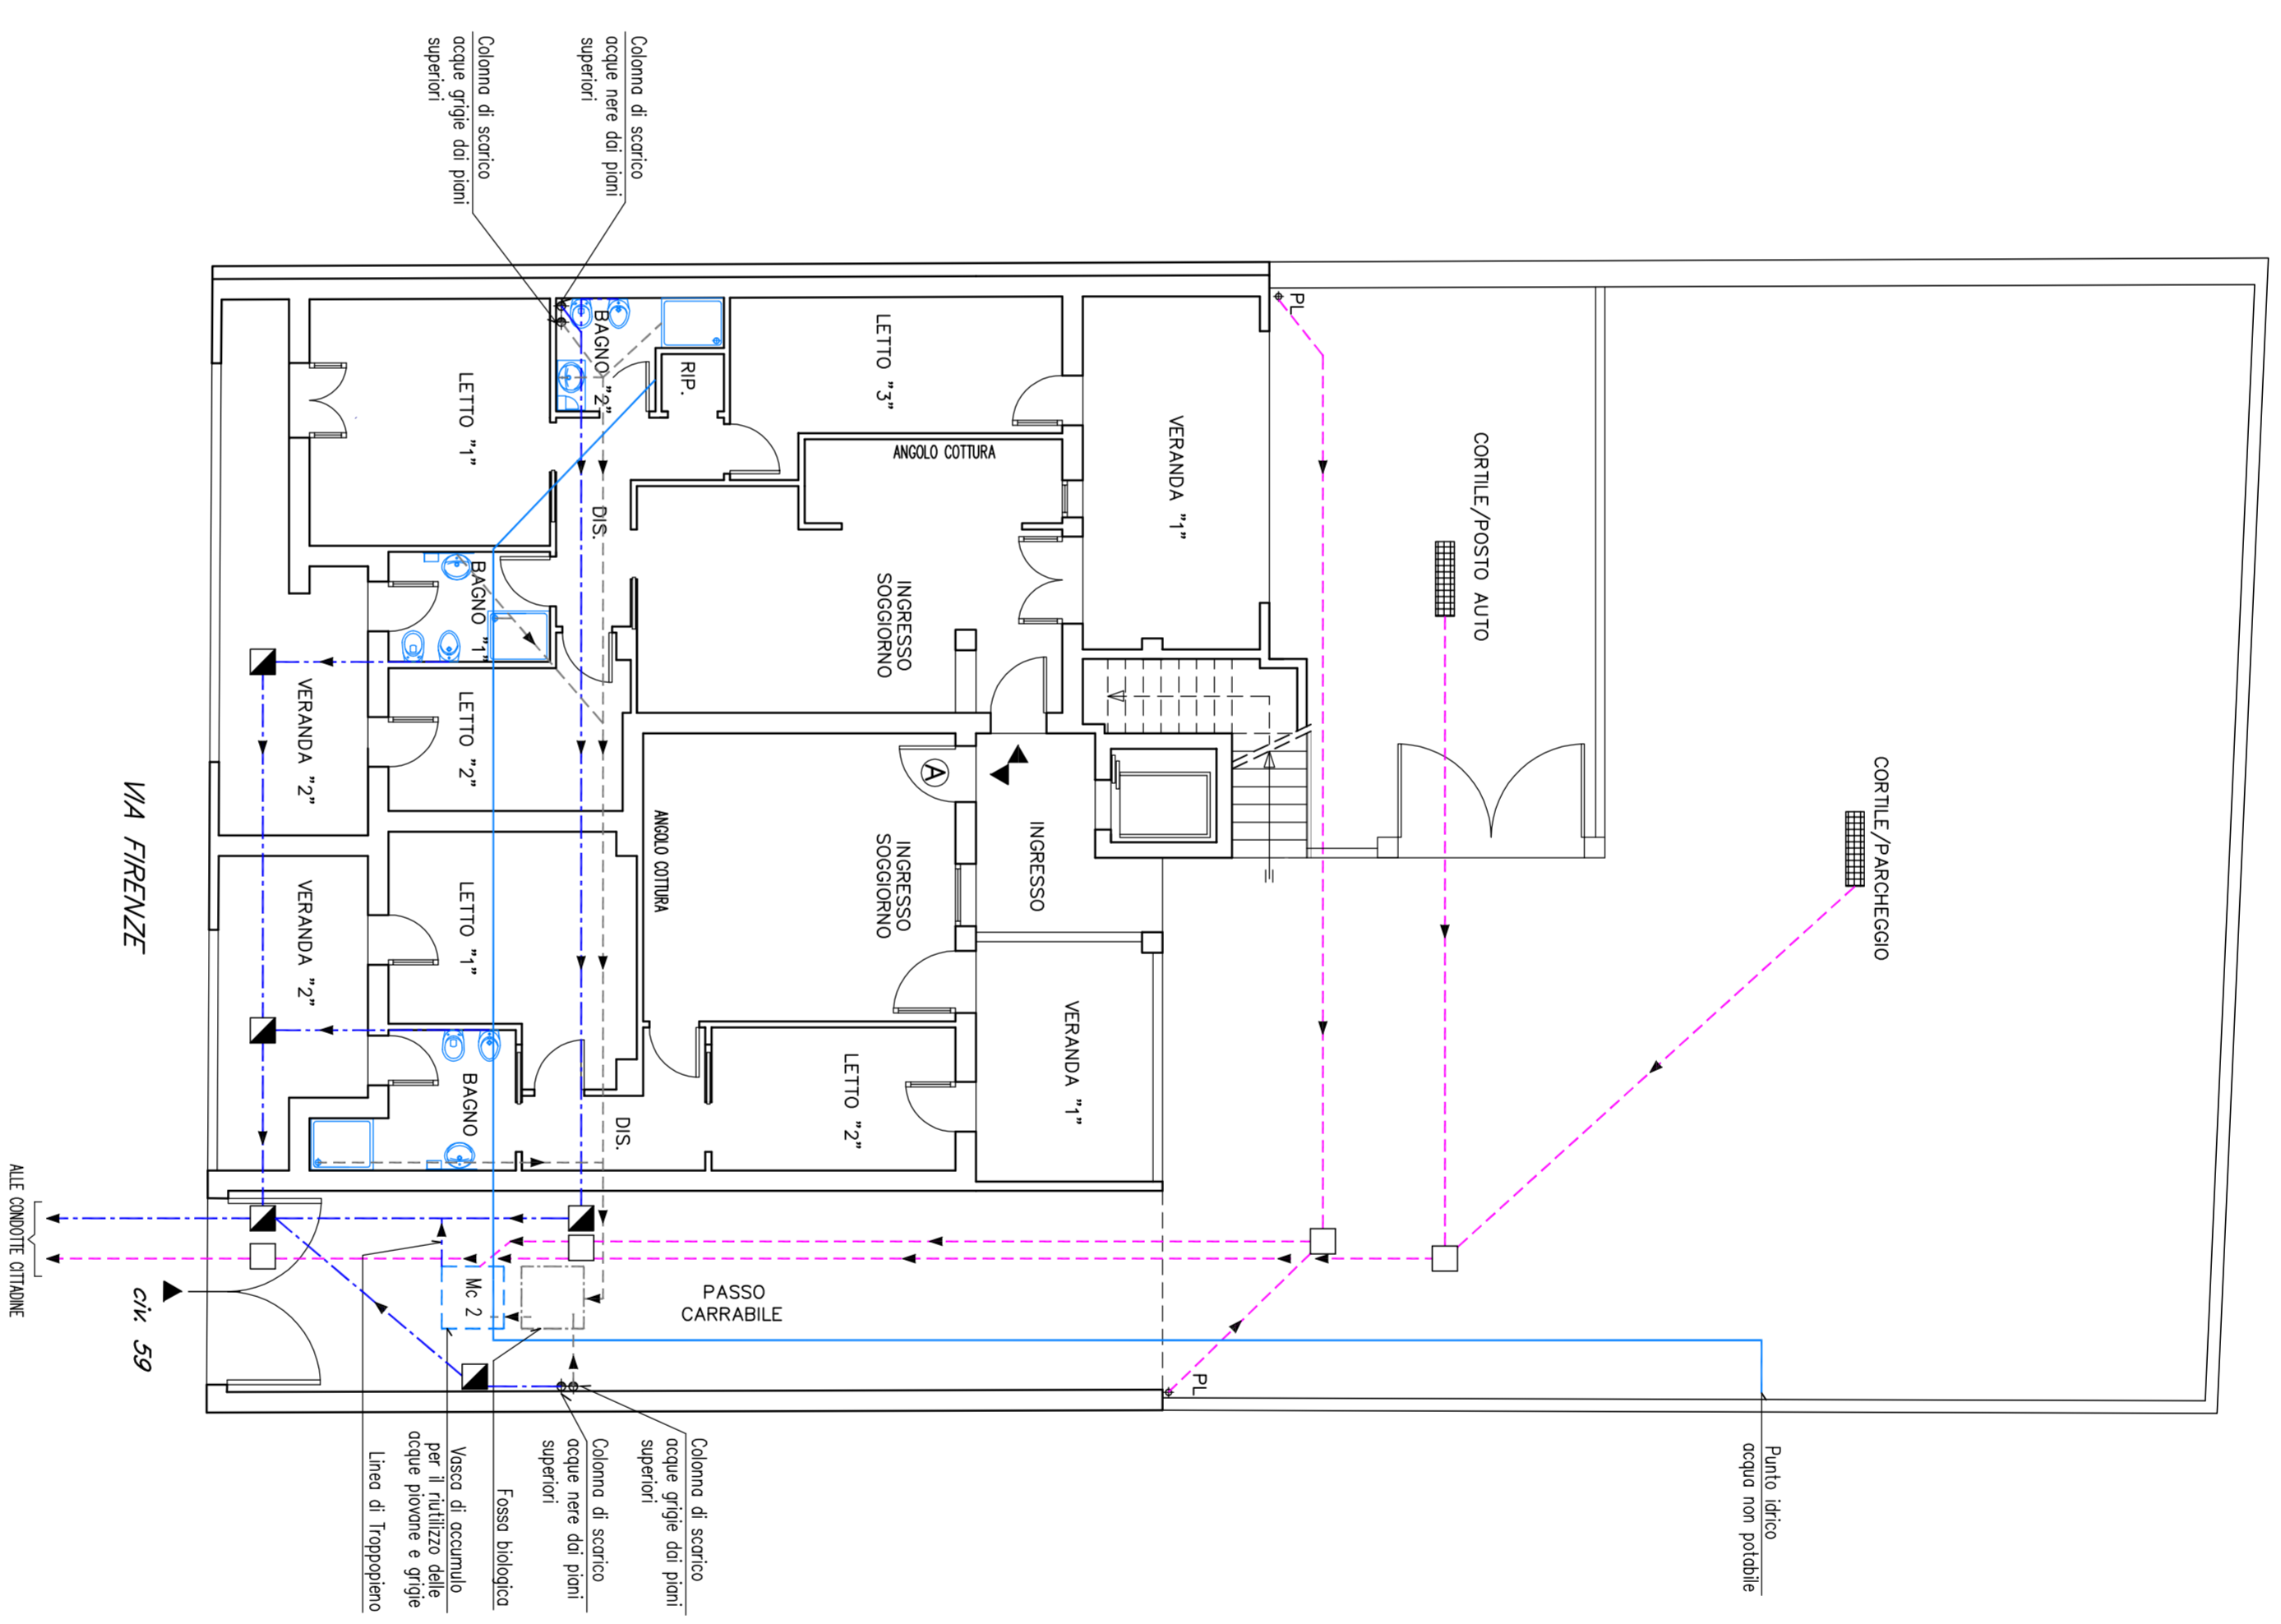 Colonna di scarico
acque nere dai piani
superiori
Colonna di scarico
acque grigie dai piani
superiori
PL
BAGNO "2"
RIP.
LETTO "3"
LETTO "1"
ANGOLO COTTURA
VERANDA "1"
CORTILE/POSTO AUTO
DIS.
INGRESSO
SOGGIORNO
BAGNO "1"
VERANDA "2"
LETTO "2"
A
CORTILE/PARCHEGGIO
VIA FIRENZE
ANGOLO COTTURA
INGRESSO
SOGGIORNO
INGRESSO
VERANDA "2"
LETTO "1"
VERANDA "1"
LETTO "2"
BAGNO
DIS.
ALLE CONDOTTE CITTADINE
civ. 59
Mc 2
PASSO
CARRABILE
PL
Punto idrico
acqua non potabile
Colonna di scarico
acque grigie dai piani
superiori
Colonna di scarico
acque nere dai piani
superiori
Fossa biologica
Vasca di accumulo
per il riutilizzo delle
acque piovane e grigie
Linea di Troppopieno